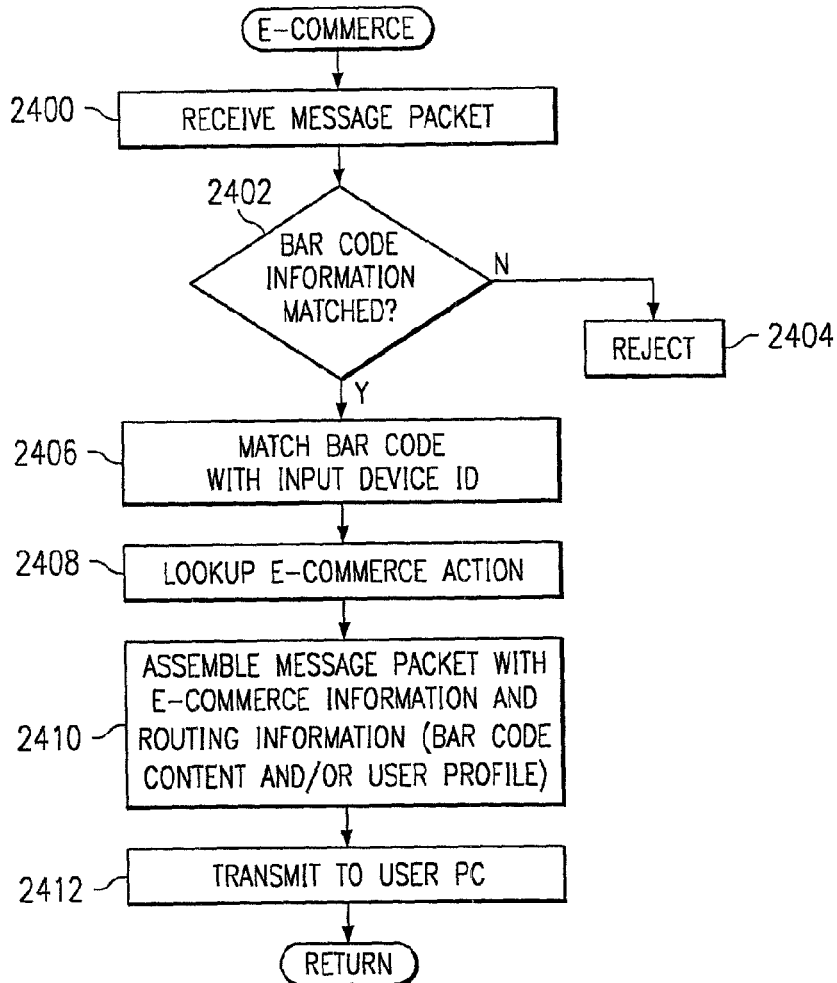 E-COMMERCE
2400
RECEIVE MESSAGE PACKET
2402
BAR CODE
INFORMATION
MATCHED?
N
REJECT
2404
Y
2406
MATCH BAR CODE
WITH INPUT DEVICE ID
2408
LOOKUP E-COMMERCE ACTION
2410
ASSEMBLE MESSAGE PACKET WITH
E-COMMERCE INFORMATION AND
ROUTING INFORMATION (BAR CODE
CONTENT AND/OR USER PROFILE)
2412
TRANSMIT TO USER PC
RETURN